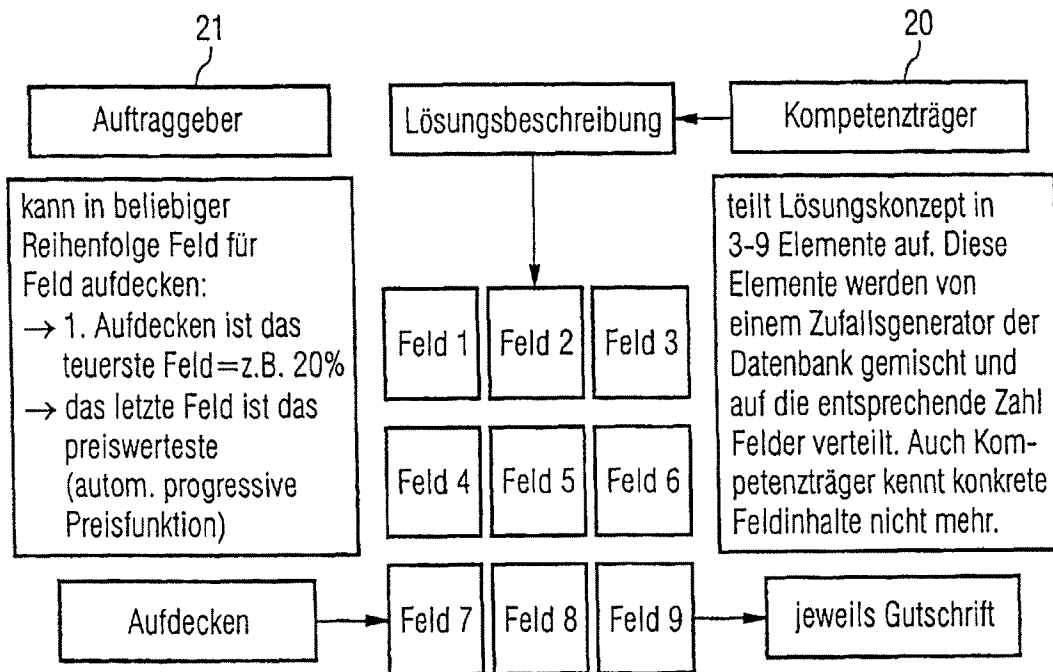 21
20
Auftraggeber
Lösungsbeschreibung
Kompetenzträger
kann in beliebiger
Reihenfolge Feld für
Feld aufdecken:
→ 1. Aufdecken ist das
teuerste Feld=z.B. 20%
→ das letzte Feld ist das
preiswerteste
(autom. progressive
Preisfunktion)
teilt Lösungskonzept in
3-9 Elemente auf. Diese
Elemente werden von
einem Zufallsgenerator der
Datenbank gemischt und
auf die entsprechende Zahl
Felder verteilt. Auch Kom-
petenzträger kennt konkrete
Feldinhalte nicht mehr.
Feld 1
Feld 2
Feld 3
Feld 4
Feld 5
Feld 6
Aufdecken
Feld 7
Feld 8
Feld 9
jeweils Gutschrift